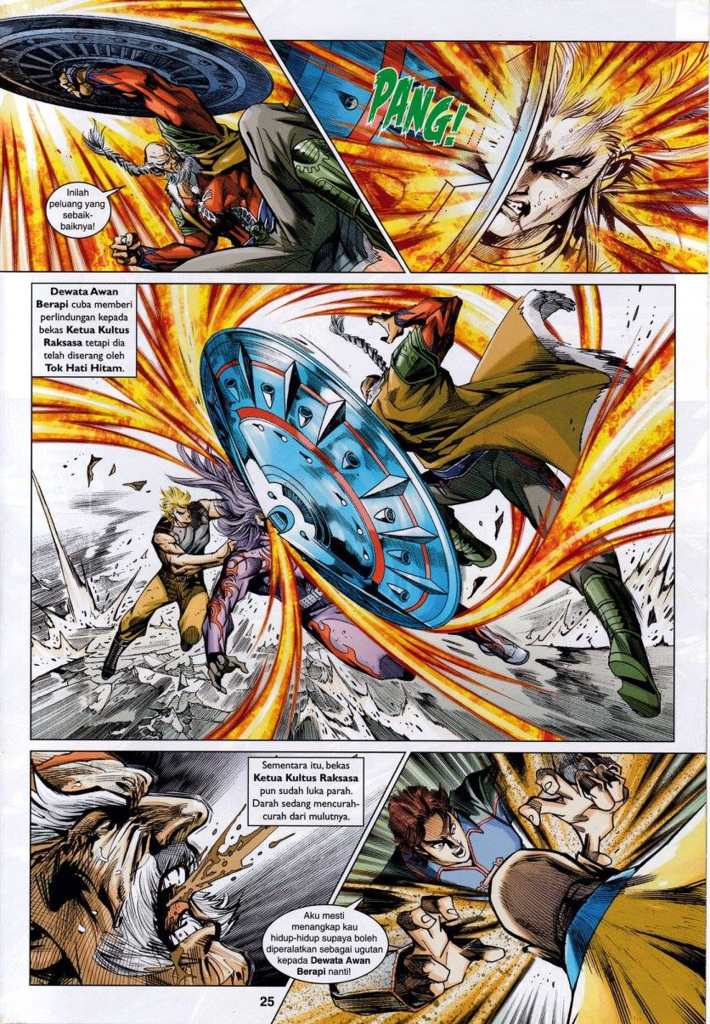 Inilah
peluang yang
sebaik-
baiknya!
PANG!
Dewata Awan
Berapi cuba memberi
perlindungan kepada
bekas Ketua Kultus
Raksasa tetapi dia
telah diserang oleh
Tok Hati Hitam.
Sementara itu, bekas
Ketua Kultus Raksasa
pun sudah luka parah.
Darah sedang mencurah-
curah dari mulutnya.
Aku mesti
menangkap kau
hidup-hidup supaya boleh
diperalatkan sebagai ugutan
kepada Dewata Awan
Berapi nanti!
25